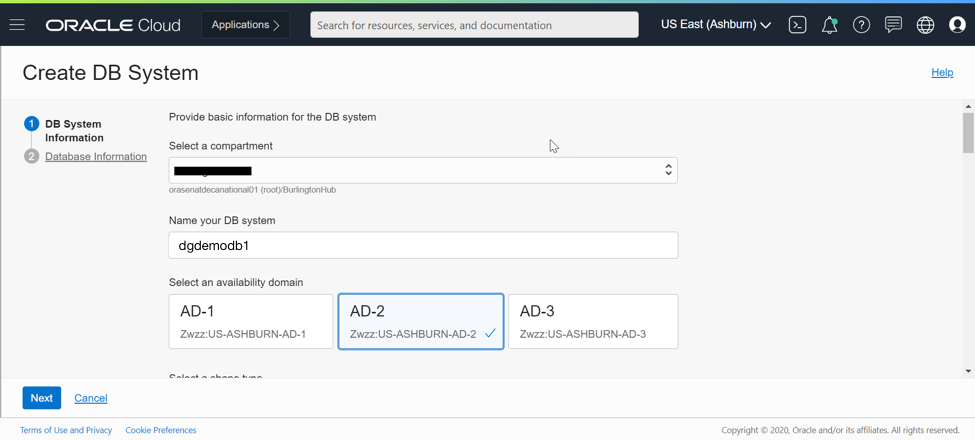 ORACLE Cloud
Applications
Search for resources, services, and documentation
US East (Ashburn)
Create DB System
Help
1 DB System Information
2 Database Information
Provide basic information for the DB system
Select a compartment
orasenatdecanational01 (root)/BurlingtonHub
Name your DB system
dgdemodb1
Select an availability domain
AD-1
Zwzz:US-ASHBURN-AD-1
AD-2
Zwzz:US-ASHBURN-AD-2
AD-3
Zwzz:US-ASHBURN-AD-3
Select a shape type
Next
Cancel
Terms of Use and Privacy
Cookie Preferences
Copyright © 2020, Oracle and/or its affiliates. All rights reserved.